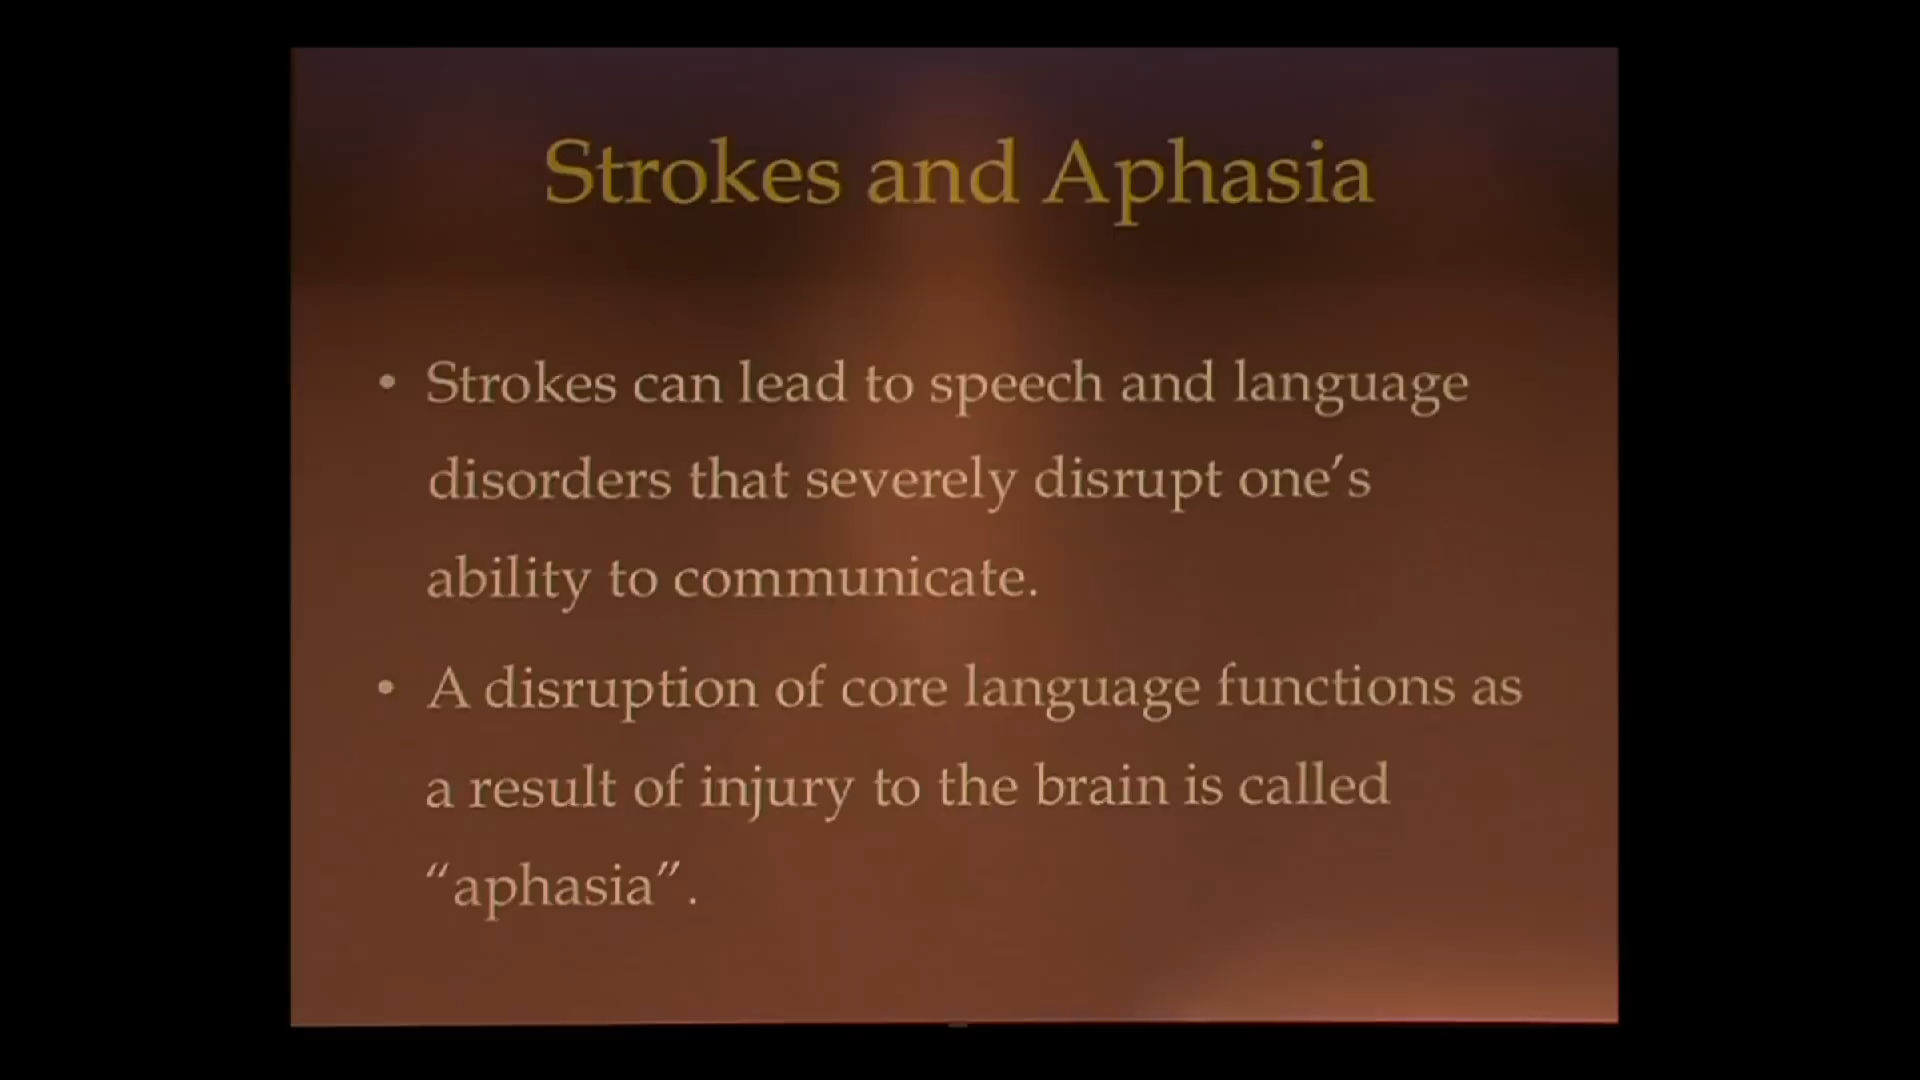 Strokes and Aphasia
• Strokes can lead to speech and language
disorders that severely disrupt one's
ability to communicate.
• A disruption of core language functions as
a result of injury to the brain is called
“aphasia”.